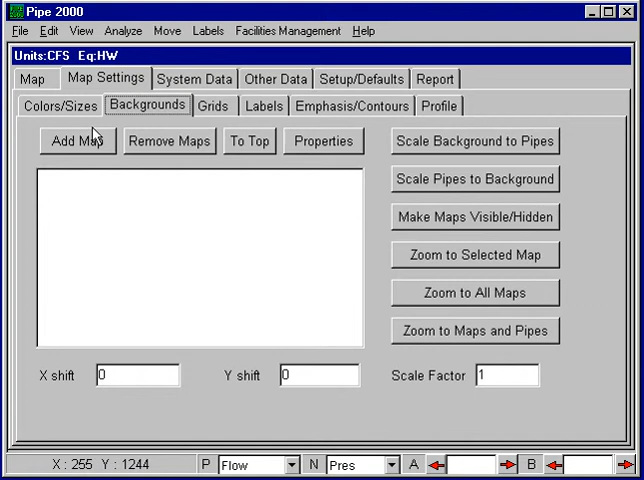 Pipe 2000
File Edit View Analyze Move Labels Facilities Management Help
Units:CFS Eq:HW
Map Map Settings System Data Other Data Setup/Defaults Report
Colors/Sizes Backgrounds Grids Labels Emphasis/Contours Profile
Add Map Remove Maps To Top Properties Scale Background to Pipes
Scale Pipes to Background
Make Maps Visible/Hidden
Zoom to Selected Map
Zoom to All Maps
Zoom to Maps and Pipes
X shift 0 Y shift 0 Scale Factor 1
X : 255 Y : 1244 P Flow N Pres A B